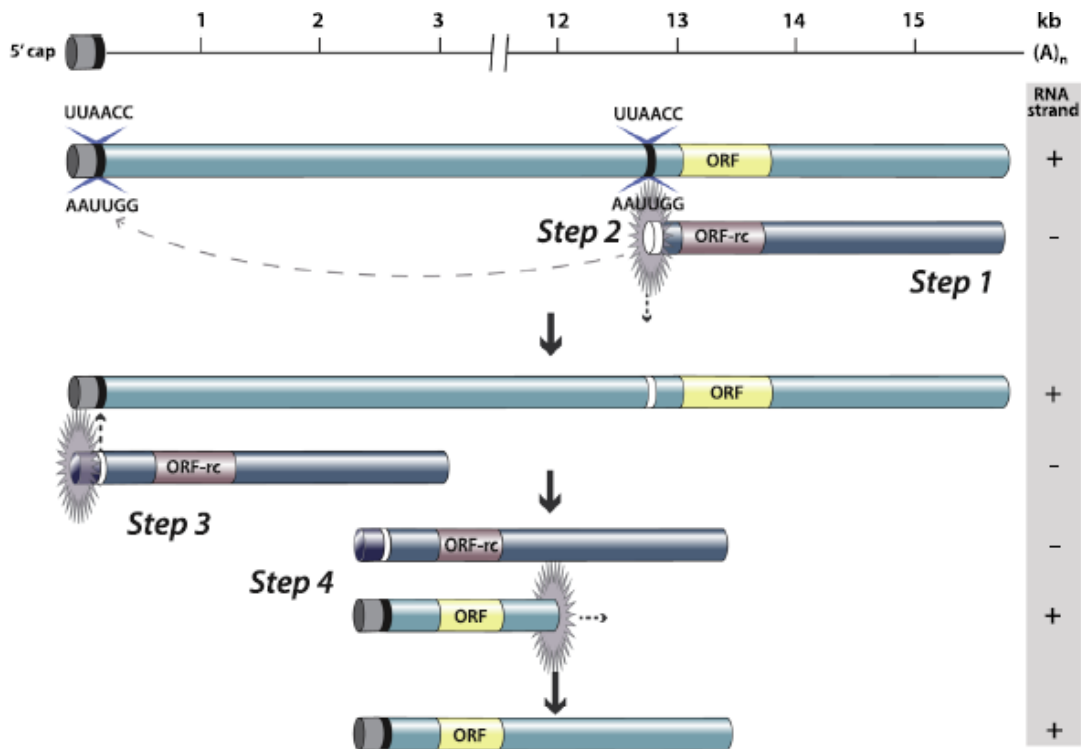 1 2 3 12 13 14 15 kb
5' cap (A)n
RNA
strand
UUAACC UUAACC
ORF +
AAUUGG AAUUGG
Step 2 ORF-rc -
Step 1
ORF +
ORF-rc -
Step 3
ORF-rc -
Step 4
ORF +
ORF +